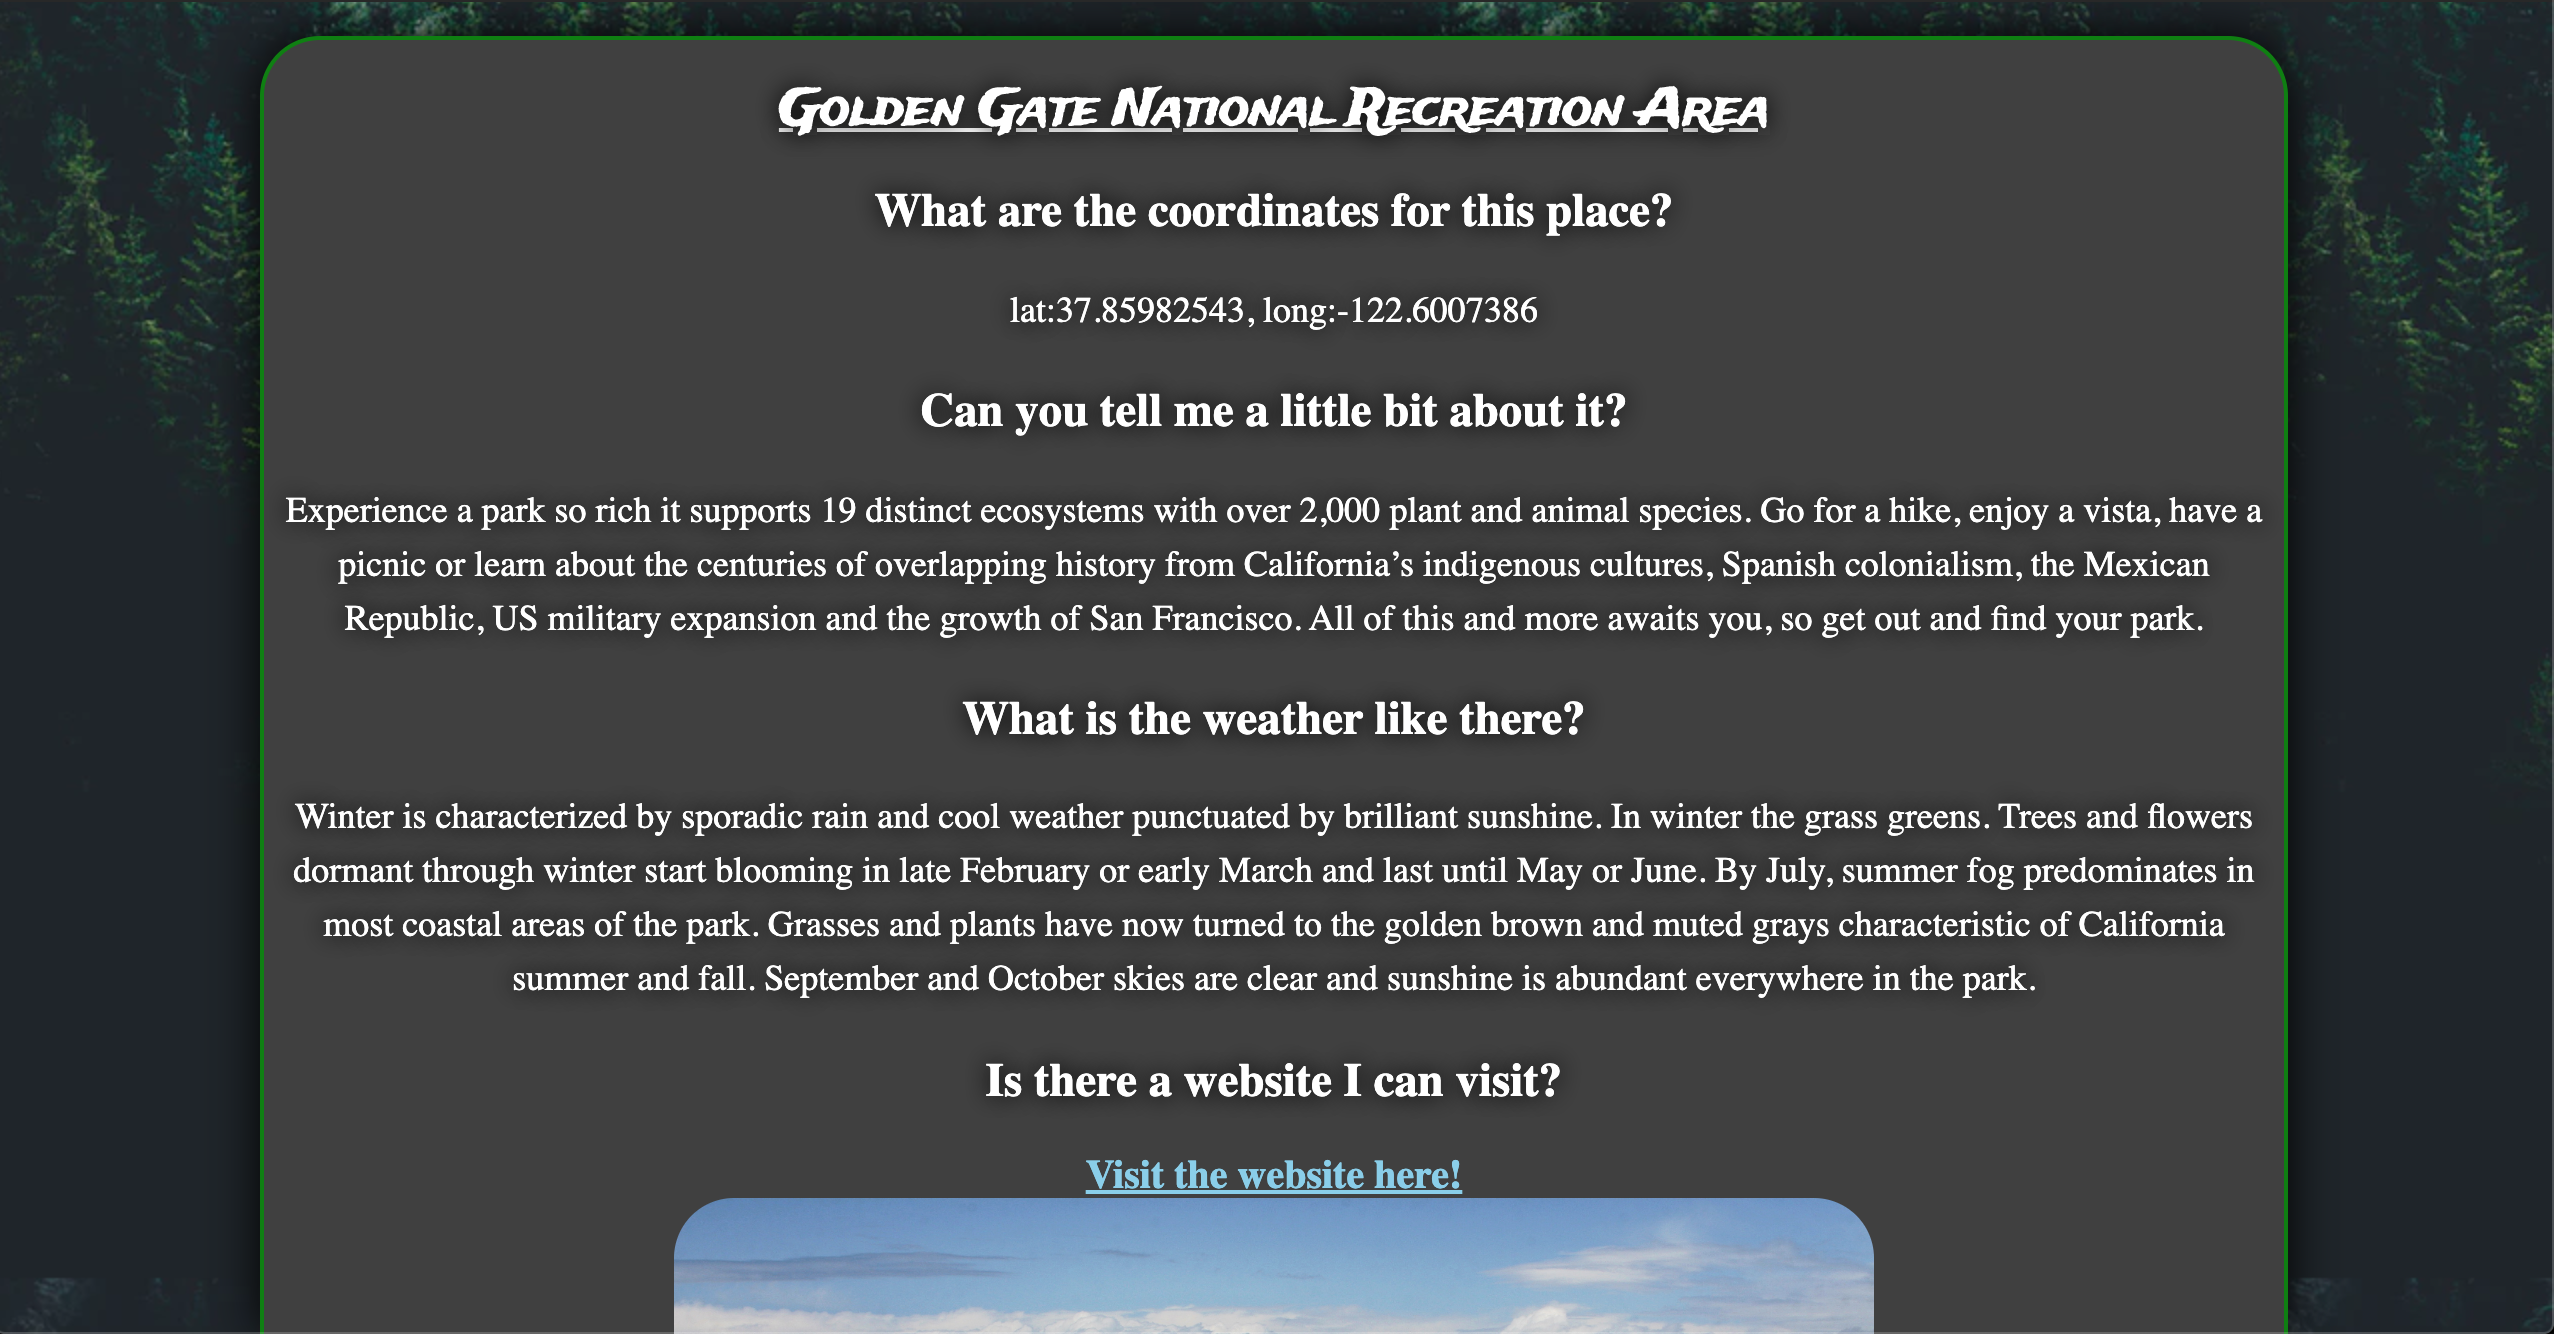 Golden Gate National Recreation Area
What are the coordinates for this place?
lat:37.85982543, long:-122.6007386
Can you tell me a little bit about it?
Experience a park so rich it supports 19 distinct ecosystems with over 2,000 plant and animal species. Go for a hike, enjoy a vista, have a
picnic or learn about the centuries of overlapping history from California’s indigenous cultures, Spanish colonialism, the Mexican
Republic, US military expansion and the growth of San Francisco. All of this and more awaits you, so get out and find your park.
What is the weather like there?
Winter is characterized by sporadic rain and cool weather punctuated by brilliant sunshine. In winter the grass greens. Trees and flowers
dormant through winter start blooming in late February or early March and last until May or June. By July, summer fog predominates in
most coastal areas of the park. Grasses and plants have now turned to the golden brown and muted grays characteristic of California
summer and fall. September and October skies are clear and sunshine is abundant everywhere in the park.
Is there a website I can visit?
Visit the website here!